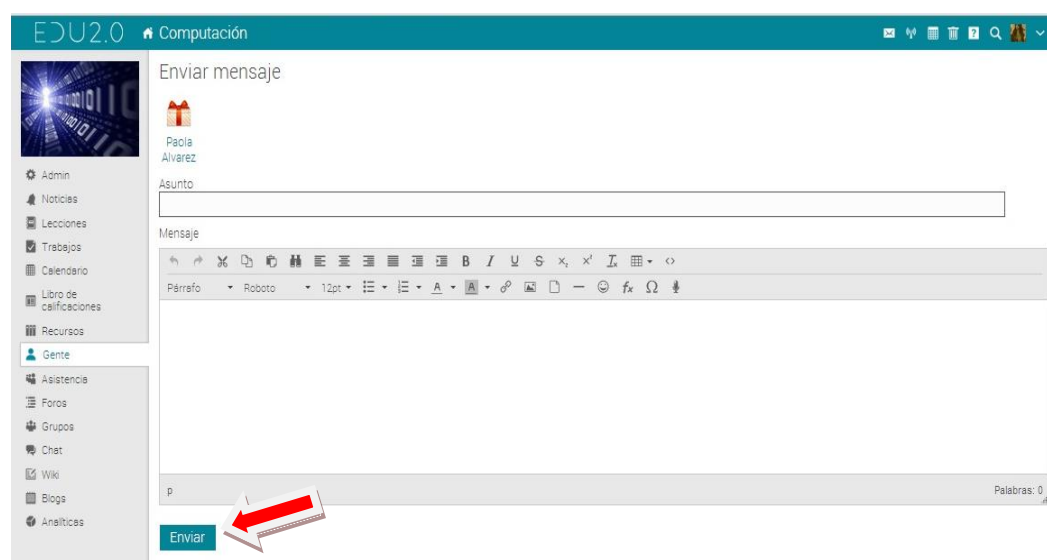 EDU2.0 Computación
Enviar mensaje
Paola
Alvarez
Asunto
Mensaje
Párrafo Roboto 12pt
p Palabras: 0
Enviar
Admin
Noticias
Lecciones
Trabajos
Calendario
Libro de
calificaciones
Recursos
Gente
Asistencia
Foros
Grupos
Chat
Wiki
Blogs
Analíticas